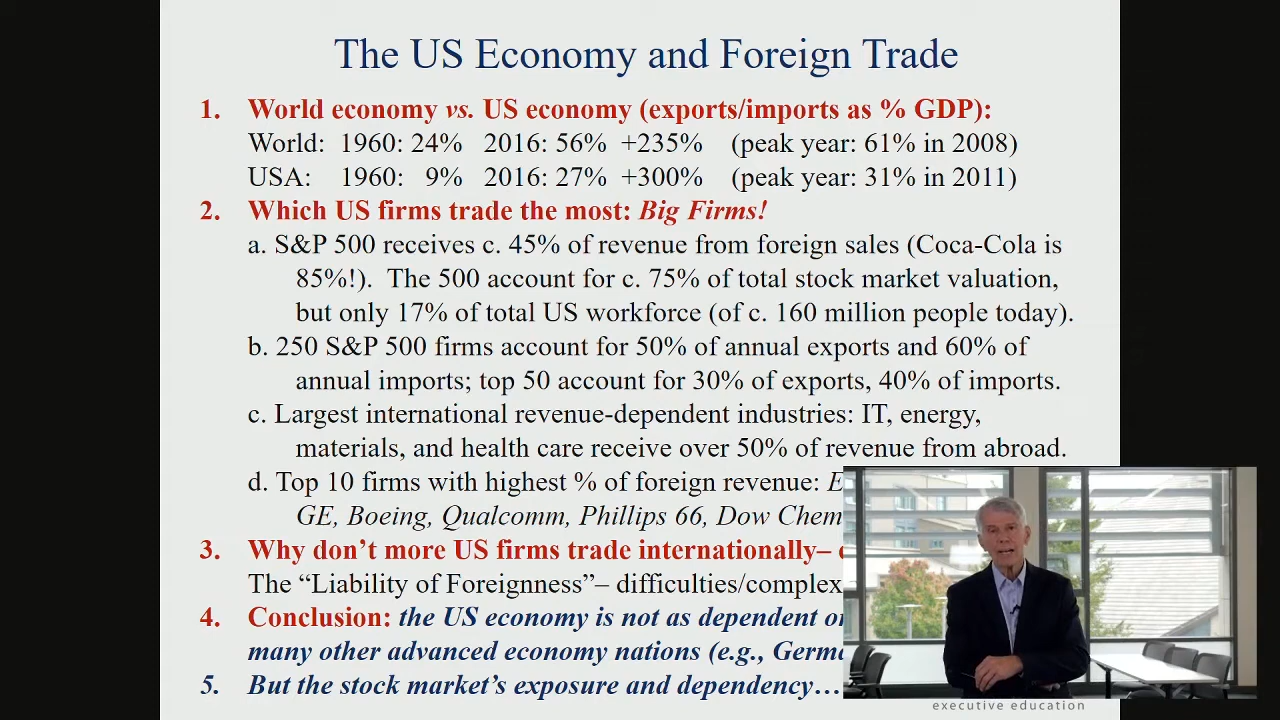 The US Economy and Foreign Trade
1. World economy vs. US economy (exports/imports as % GDP):
World: 1960: 24% 2016: 56% +235% (peak year: 61% in 2008)
USA: 1960: 9% 2016: 27% +300% (peak year: 31% in 2011)
2. Which US firms trade the most: Big Firms!
a. S&P 500 receives c. 45% of revenue from foreign sales (Coca-Cola is
85%!). The 500 account for c. 75% of total stock market valuation,
but only 17% of total US workforce (of c. 160 million people today).
b. 250 S&P 500 firms account for 50% of annual exports and 60% of
annual imports; top 50 account for 30% of exports, 40% of imports.
c. Largest international revenue-dependent industries: IT, energy,
materials, and health care receive over 50% of revenue from abroad.
d. Top 10 firms with highest % of foreign revenue:
GE, Boeing, Qualcomm, Phillips 66, Dow Chem
3. Why don't more US firms trade internationally–
The “Liability of Foreignness”– difficulties/complex
4. Conclusion: the US economy is not as dependent
many other advanced economy nations (e.g.,
5. But the stock market's exposure and dependency…
executive education